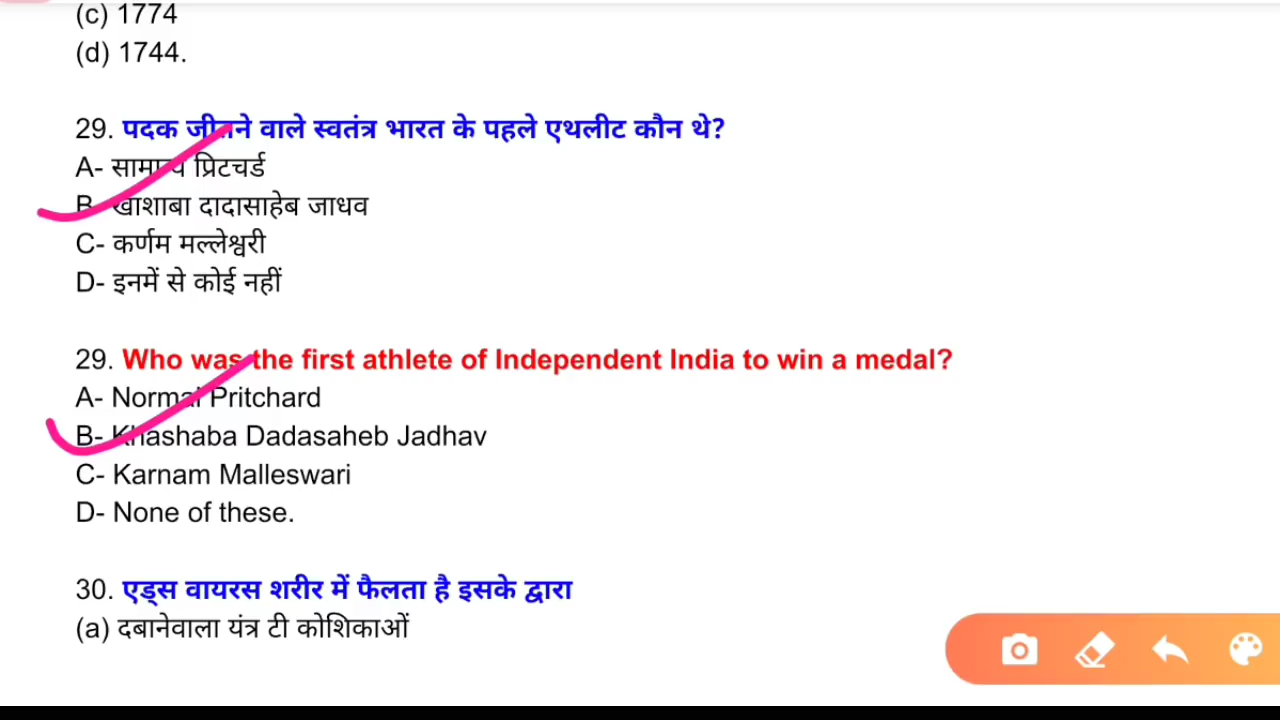 (c) 1774
(d) 1744.
29. पदक जीतने वाले स्वतंत्र भारत के पहले एथलीट कौन थे?
A- सामान्य प्रिटचर्ड
B- खाशाबा दादासाहेब जाधव
C- कर्णम मल्लेश्वरी
D- इनमें से कोई नहीं
29. Who was the first athlete of Independent India to win a medal?
A- Normal Pritchard
B- Khashaba Dadasaheb Jadhav
C- Karnam Malleswari
D- None of these.
30. एड्स वायरस शरीर में फैलता है इसके द्वारा
(a) दबानेवाला यंत्र टी कोशिकाओं